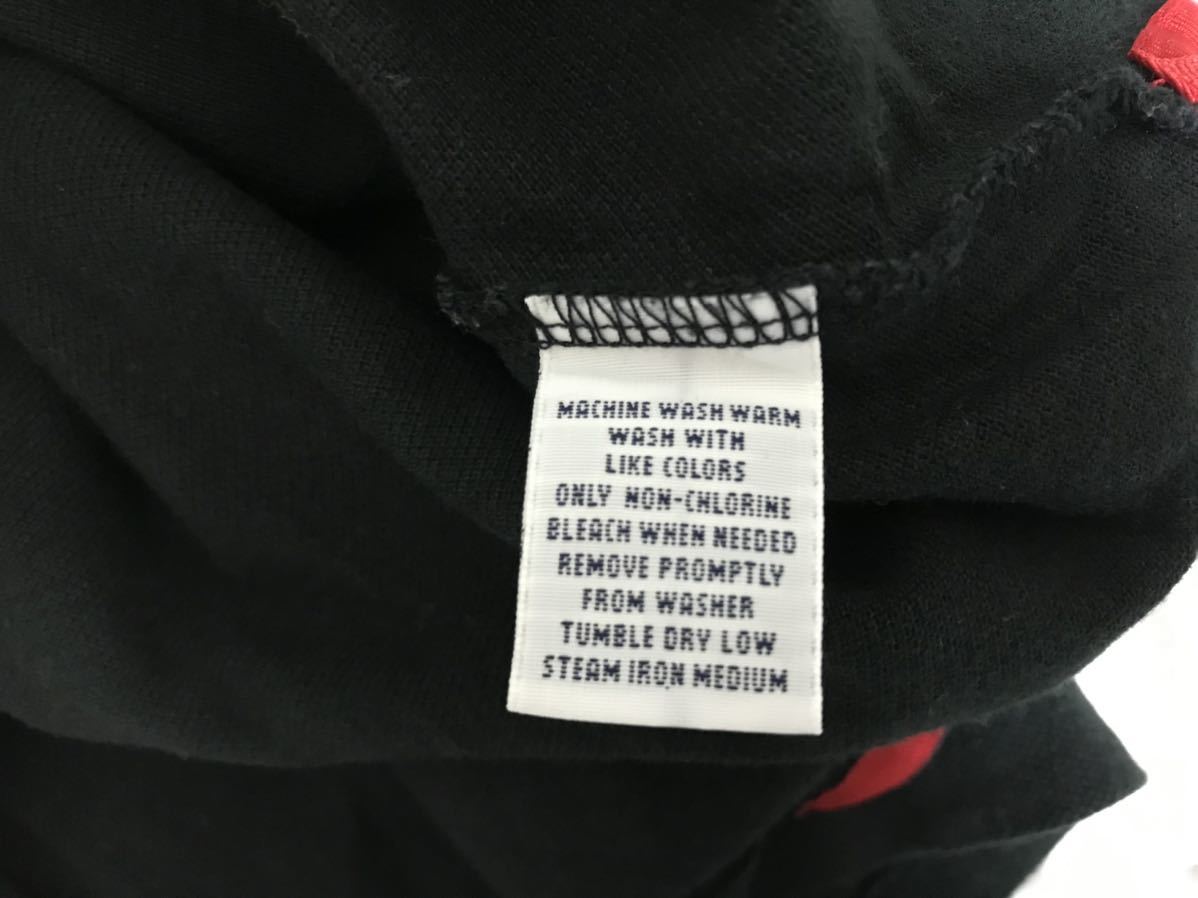 MACHINE WASH WARM
WASH WITH
LIKE COLORS
ONLY NON-CHLORINE
BLEACH WHEN NEEDED
REMOVE PROMPTLY
FROM WASHER
TUMBLE DRY LOW
STEAM IRON MEDIUM